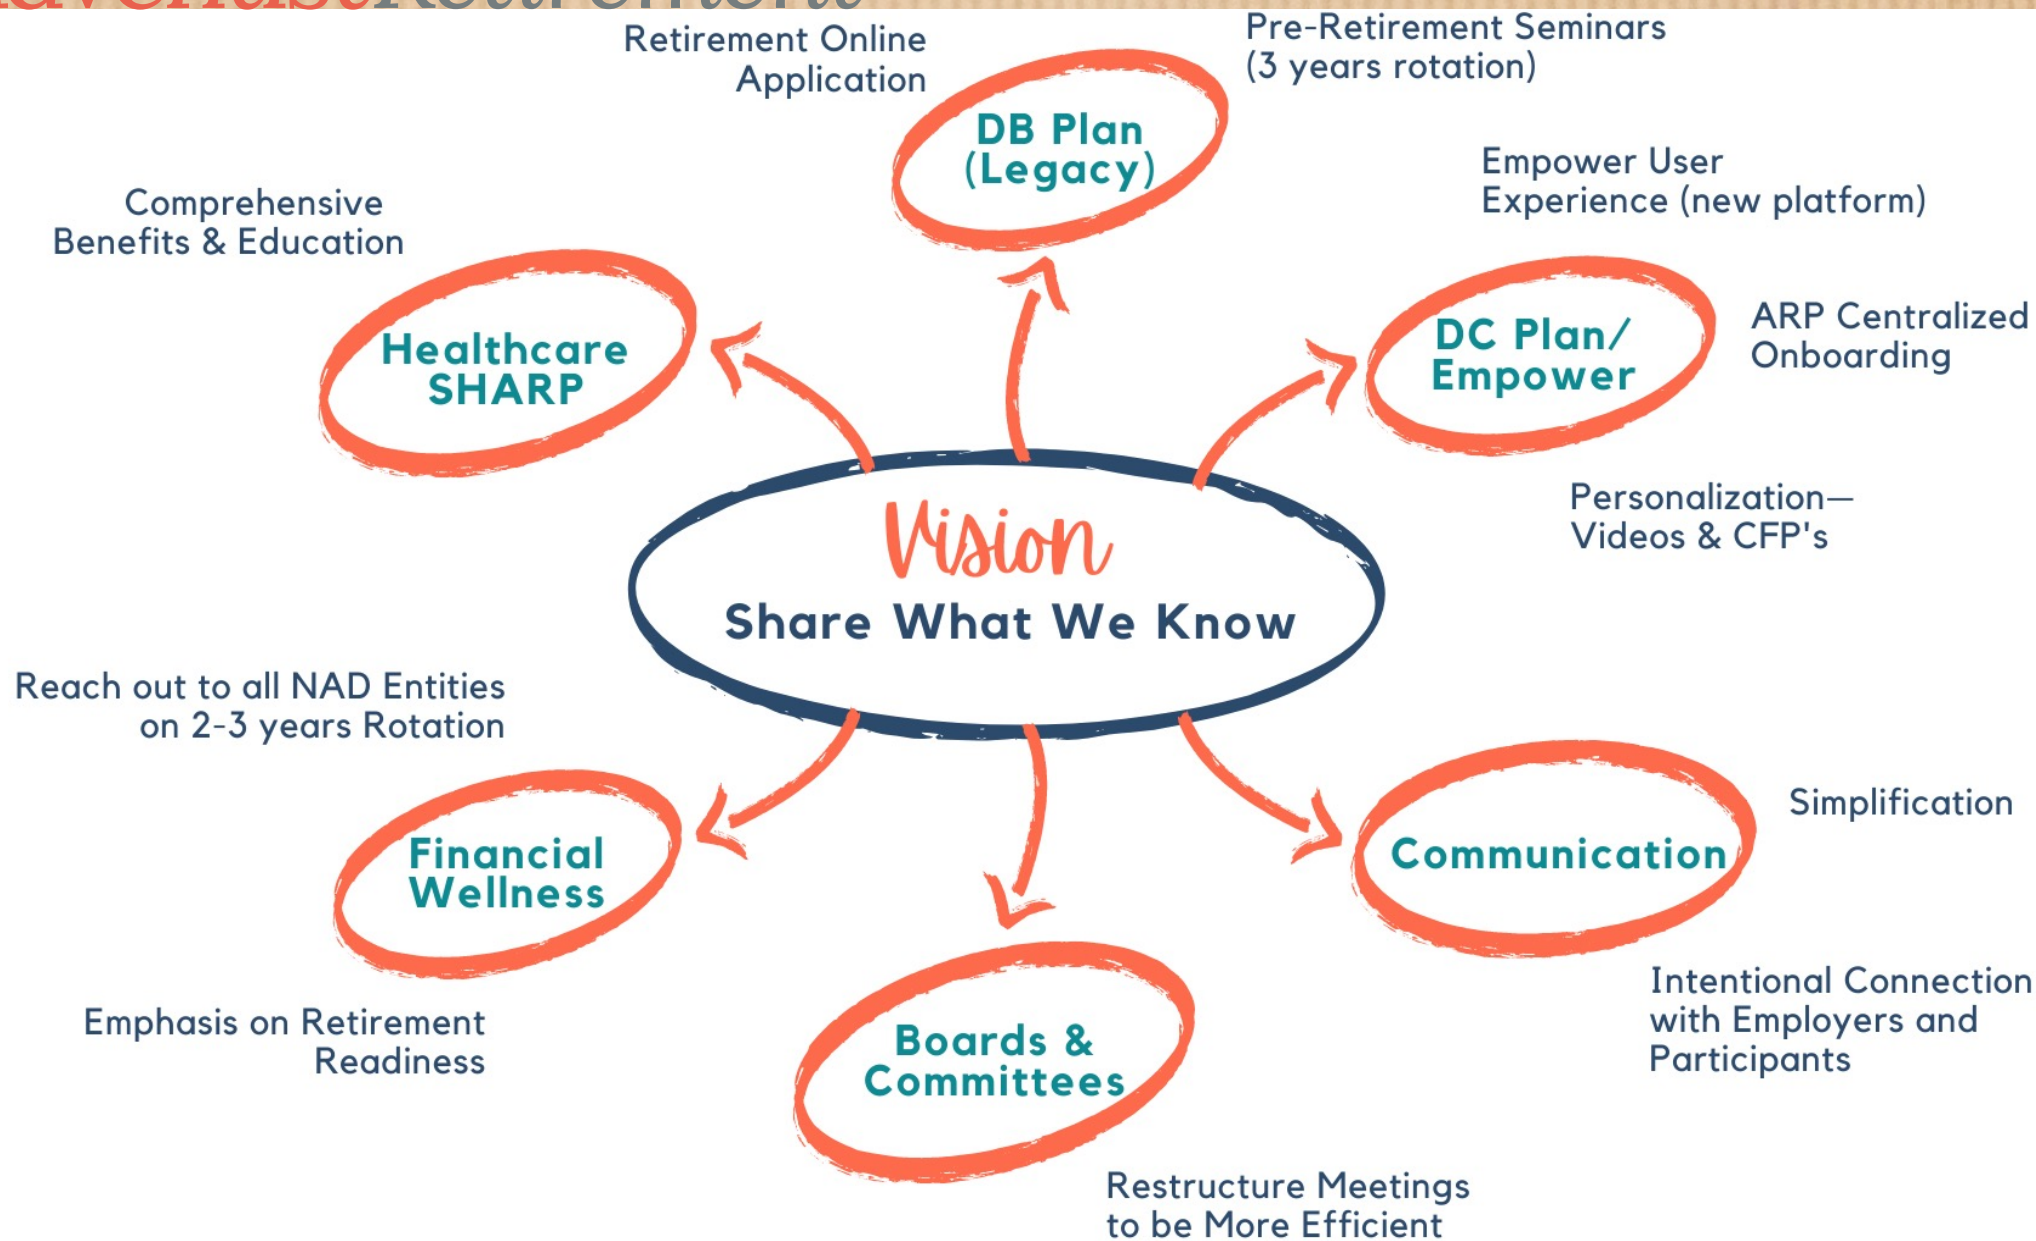 AdventistRetirement
Retirement Online
Application
Pre-Retirement Seminars
(3 years rotation)
DB Plan
(Legacy)
Empower User
Experience (new platform)
Comprehensive
Benefits & Education
Healthcare
SHARP
DC Plan/
Empower
ARP Centralized
Onboarding
Personalization—
Videos & CFP's
Vision
Share What We Know
Reach out to all NAD Entities
on 2-3 years Rotation
Financial
Wellness
Emphasis on Retirement
Readiness
Communication
Simplification
Intentional Connection
with Employers and
Participants
Boards &
Committees
Restructure Meetings
to be More Efficient